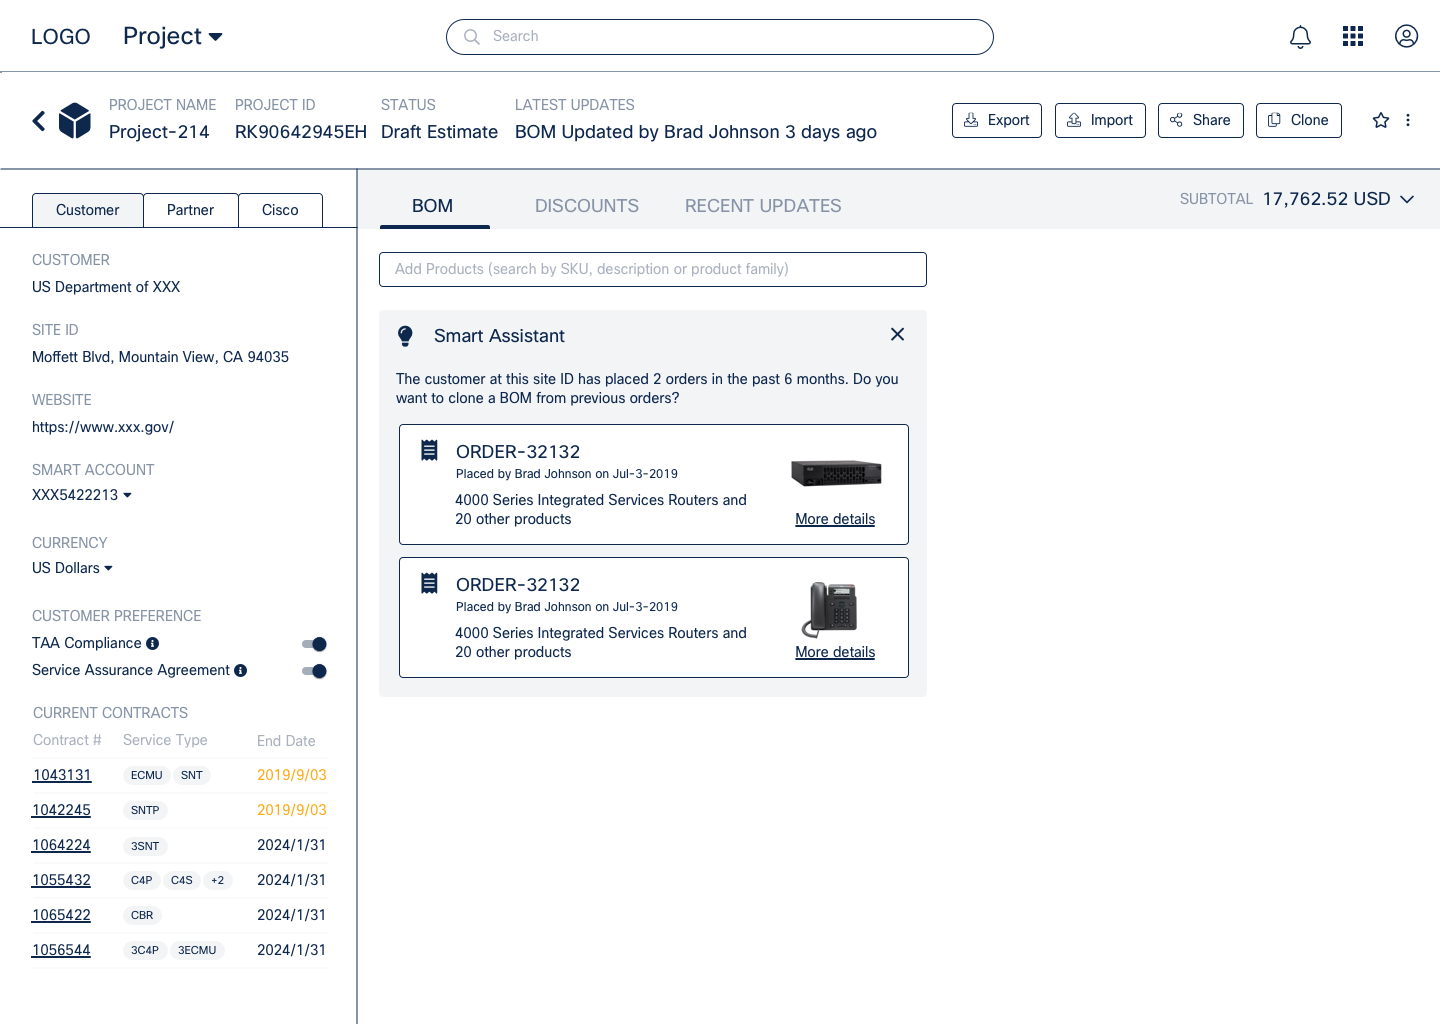 LOGO
Project
Search
PROJECT NAME
Project-214
PROJECT ID
RK90642945EH
STATUS
Draft Estimate
LATEST UPDATES
BOM Updated by Brad Johnson 3 days ago
Export
Import
Share
Clone
Customer
Partner
Cisco
CUSTOMER
US Department of XXX
SITE ID
Moffett Blvd, Mountain View, CA 94035
WEBSITE
https://www.xxx.gov/
SMART ACCOUNT
XXX5422213
CURRENCY
US Dollars
CUSTOMER PREFERENCE
TAA Compliance
Service Assurance Agreement
CURRENT CONTRACTS
Contract # Service Type End Date
1043131 ECMU SNT 2019/9/03
1042245 SNTP 2019/9/03
1064224 3SNT 2024/1/31
1055432 C4P C4S +2 2024/1/31
1065422 CBR 2024/1/31
1056544 3C4P 3ECMU 2024/1/31
BOM
DISCOUNTS
RECENT UPDATES
SUBTOTAL 17,762.52 USD
Add Products (search by SKU, description or product family)
Smart Assistant
The customer at this site ID has placed 2 orders in the past 6 months. Do you
want to clone a BOM from previous orders?
ORDER-32132
Placed by Brad Johnson on Jul-3-2019
4000 Series Integrated Services Routers and
20 other products
More details
ORDER-32132
Placed by Brad Johnson on Jul-3-2019
4000 Series Integrated Services Routers and
20 other products
More details